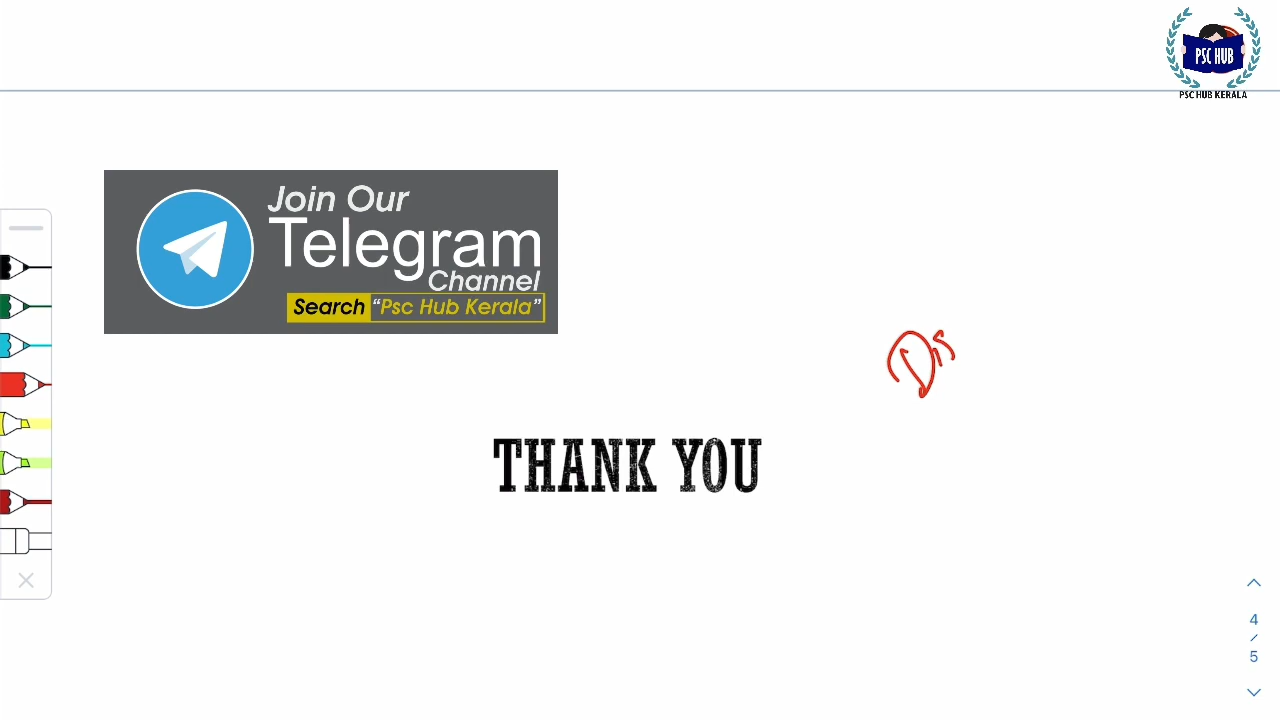 PSC HUB
PSC HUB KERALA
Join Our
Telegram
Channel
Search "Psc Hub Kerala"
THANK YOU
4
/
5